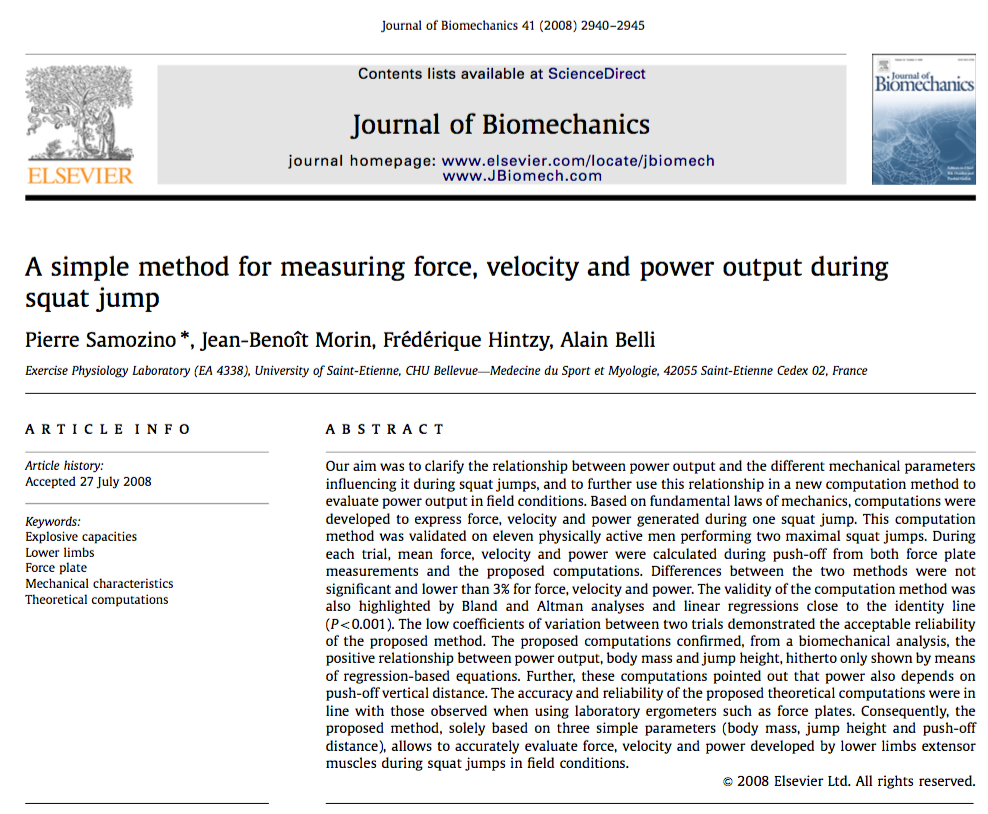 Journal of Biomechanics 41 (2008) 2940–2945
Contents lists available at ScienceDirect
Journal of Biomechanics
journal homepage: www.elsevier.com/locate/jbiomech
www.JBiomech.com
ELSEVIER
Journal of
Biomechanics
A simple method for measuring force, velocity and power output during
squat jump
Pierre Samozino *, Jean-Benoît Morin, Frédérique Hintzy, Alain Belli
Exercise Physiology Laboratory (EA 4338), University of Saint-Etienne, CHU Bellevue—Medecine du Sport et Myologie, 42055 Saint-Etienne Cedex 02, France
ARTICLE INFO
Article history:
Accepted 27 July 2008
Keywords:
Explosive capacities
Lower limbs
Force plate
Mechanical characteristics
Theoretical computations
ABSTRACT
Our aim was to clarify the relationship between power output and the different mechanical parameters
influencing it during squat jumps, and to further use this relationship in a new computation method to
evaluate power output in field conditions. Based on fundamental laws of mechanics, computations were
developed to express force, velocity and power generated during one squat jump. This computation
method was validated on eleven physically active men performing two maximal squat jumps. During
each trial, mean force, velocity and power were calculated during push-off from both force plate
measurements and the proposed computations. Differences between the two methods were not
significant and lower than 3% for force, velocity and power. The validity of the computation method was
also highlighted by Bland and Altman analyses and linear regressions close to the identity line
(P<0.001). The low coefficients of variation between two trials demonstrated the acceptable reliability
of the proposed method. The proposed computations confirmed, from a biomechanical analysis, the
positive relationship between power output, body mass and jump height, hitherto only shown by means
of regression-based equations. Further, these computations pointed out that power also depends on
push-off vertical distance. The accuracy and reliability of the proposed theoretical computations were in
line with those observed when using laboratory ergometers such as force plates. Consequently, the
proposed method, solely based on three simple parameters (body mass, jump height and push-off
distance), allows to accurately evaluate force, velocity and power developed by lower limbs extensor
muscles during squat jumps in field conditions.
© 2008 Elsevier Ltd. All rights reserved.